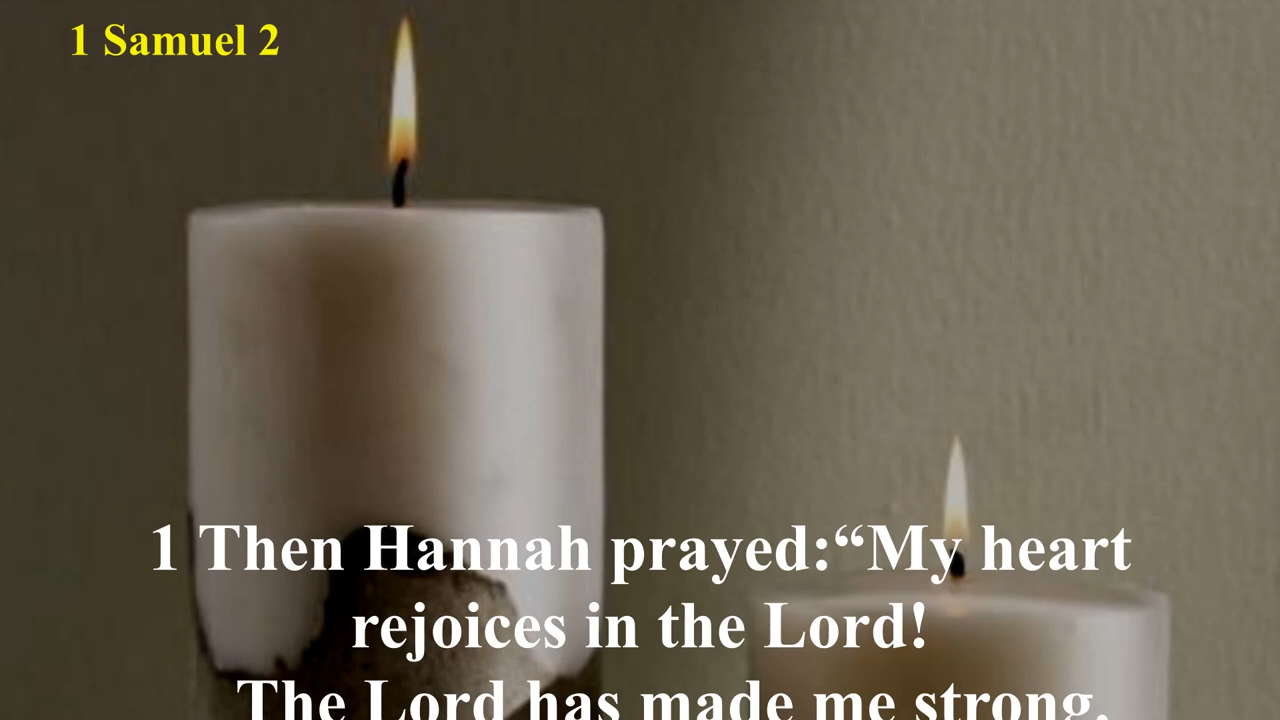 1 Samuel 2
1 Then Hannah prayed:“My heart
rejoices in the Lord!
The Lord has made me strong.